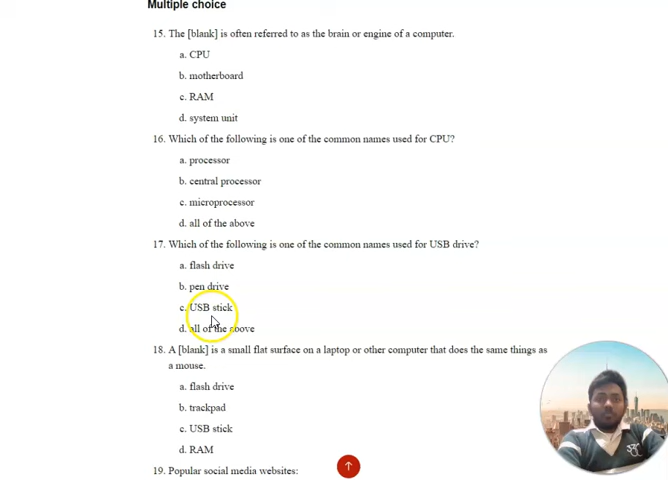 Multiple choice
15. The [blank] is often referred to as the brain or engine of a computer.
a. CPU
b. motherboard
c. RAM
d. system unit
16. Which of the following is one of the common names used for CPU?
a. processor
b. central processor
c. microprocessor
d. all of the above
17. Which of the following is one of the common names used for USB drive?
a. flash drive
b. pen drive
c. USB stick
d. all of the above
18. A [blank] is a small flat surface on a laptop or other computer that does the same things as
a mouse.
a. flash drive
b. trackpad
c. USB stick
d. RAM
19. Popular social media websites: